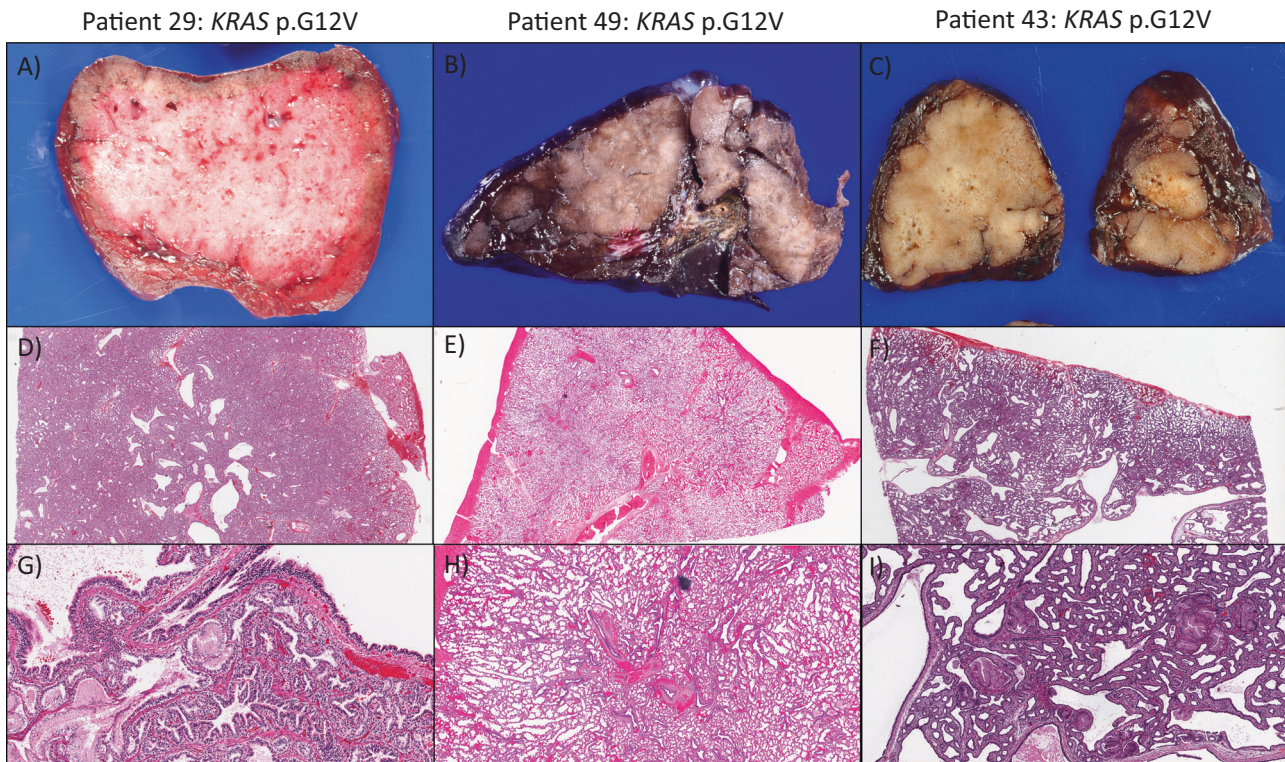 Patient 29: KRAS p.G12V
Patient 49: KRAS p.G12V
Patient 43: KRAS p.G12V
A)
B)
C)
D)
E)
F)
G)
H)
I)